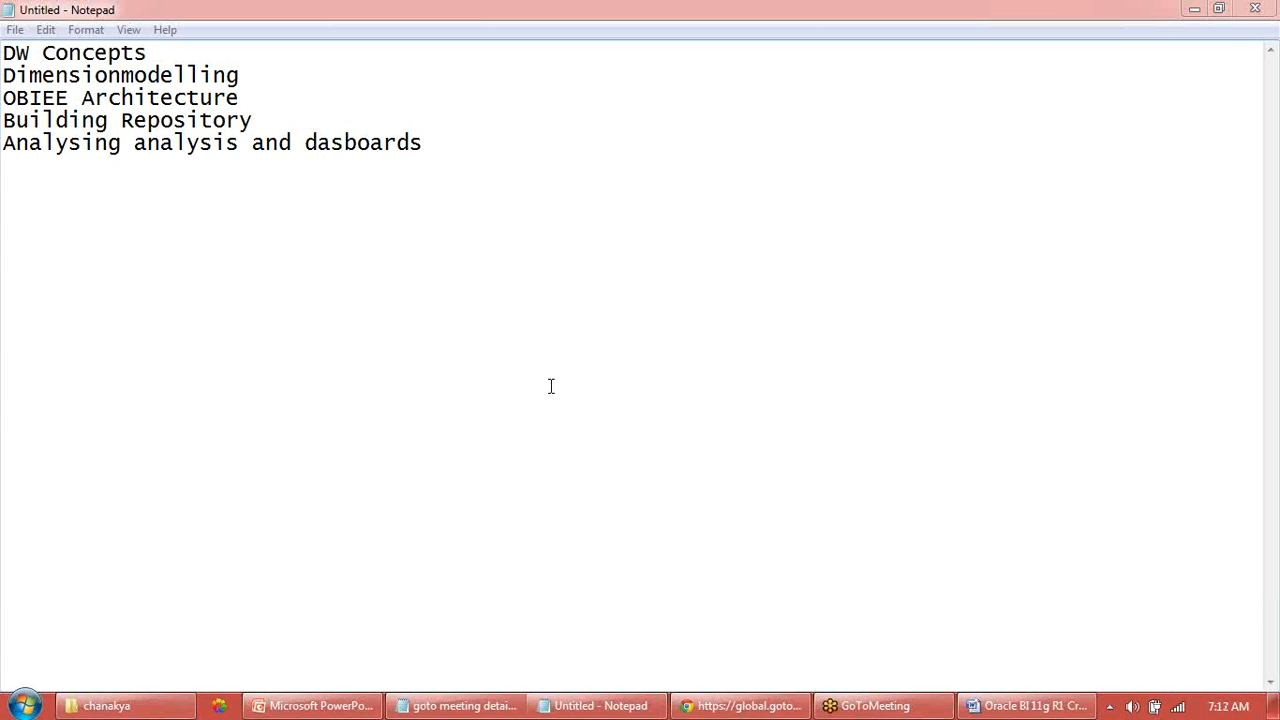 Untitled - Notepad
File Edit Format View Help
DW Concepts
Dimensionmodelling
OBIEE Architecture
Building Repository
Analysing analysis and dasboards
chanakya Microsoft PowerPo... goto meeting detai... Untitled - Notepad https://global.goto... GoToMeeting Oracle BI 11g R1 Cr... 7:12 AM